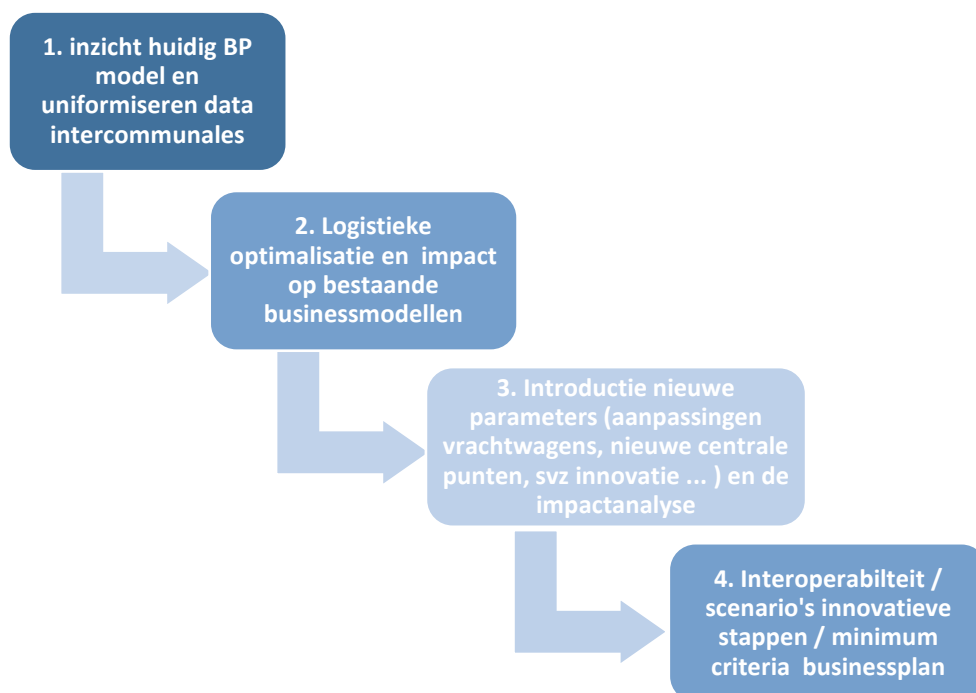 1. inzicht huidig BP
model en
uniformiseren data
intercommunales
2. Logistieke
optimalisatie en impact
op bestaande
businessmodellen
3. Introductie nieuwe
parameters (aanpassingen
vrachtwagens, nieuwe centrale
punten, svz innovatie ... ) en de
impactanalyse
4. Interoperabilteit /
scenario's innovatieve
stappen / minimum
criteria businessplan